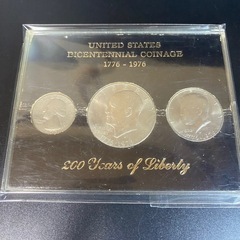 UNITED STATES
BICENTENNIAL COINAGE
1776 - 1976
200 Years of Liberty